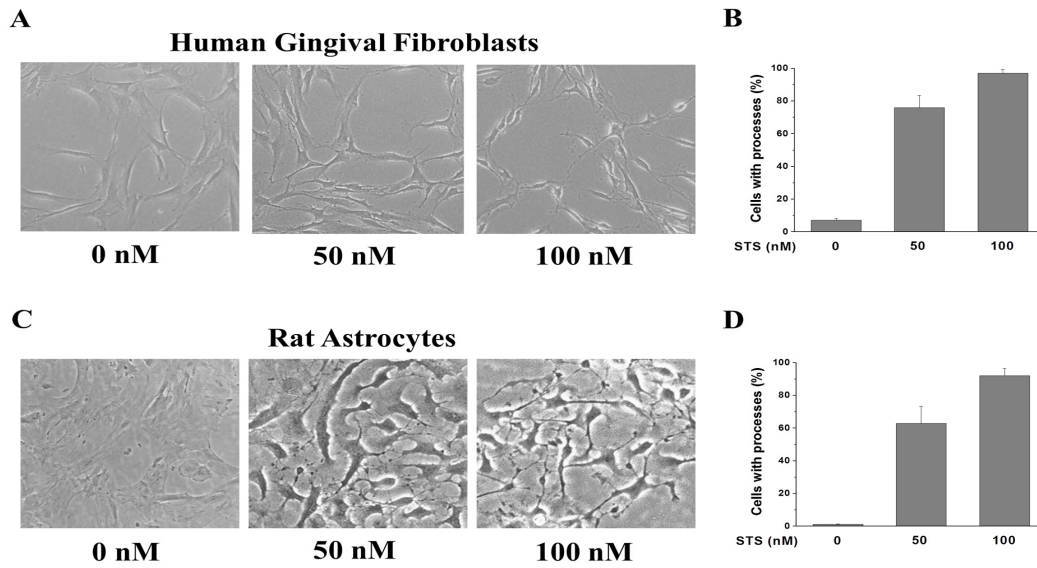 A
Human Gingival Fibroblasts
0 nM
50 nM
100 nM
B
Cells with processes (%)
100
80
60
40
20
0
STS (nM) 0 50 100
C
Rat Astrocytes
0 nM
50 nM
100 nM
D
Cells with processes (%)
100
80
60
40
20
0
STS (nM) 0 50 100